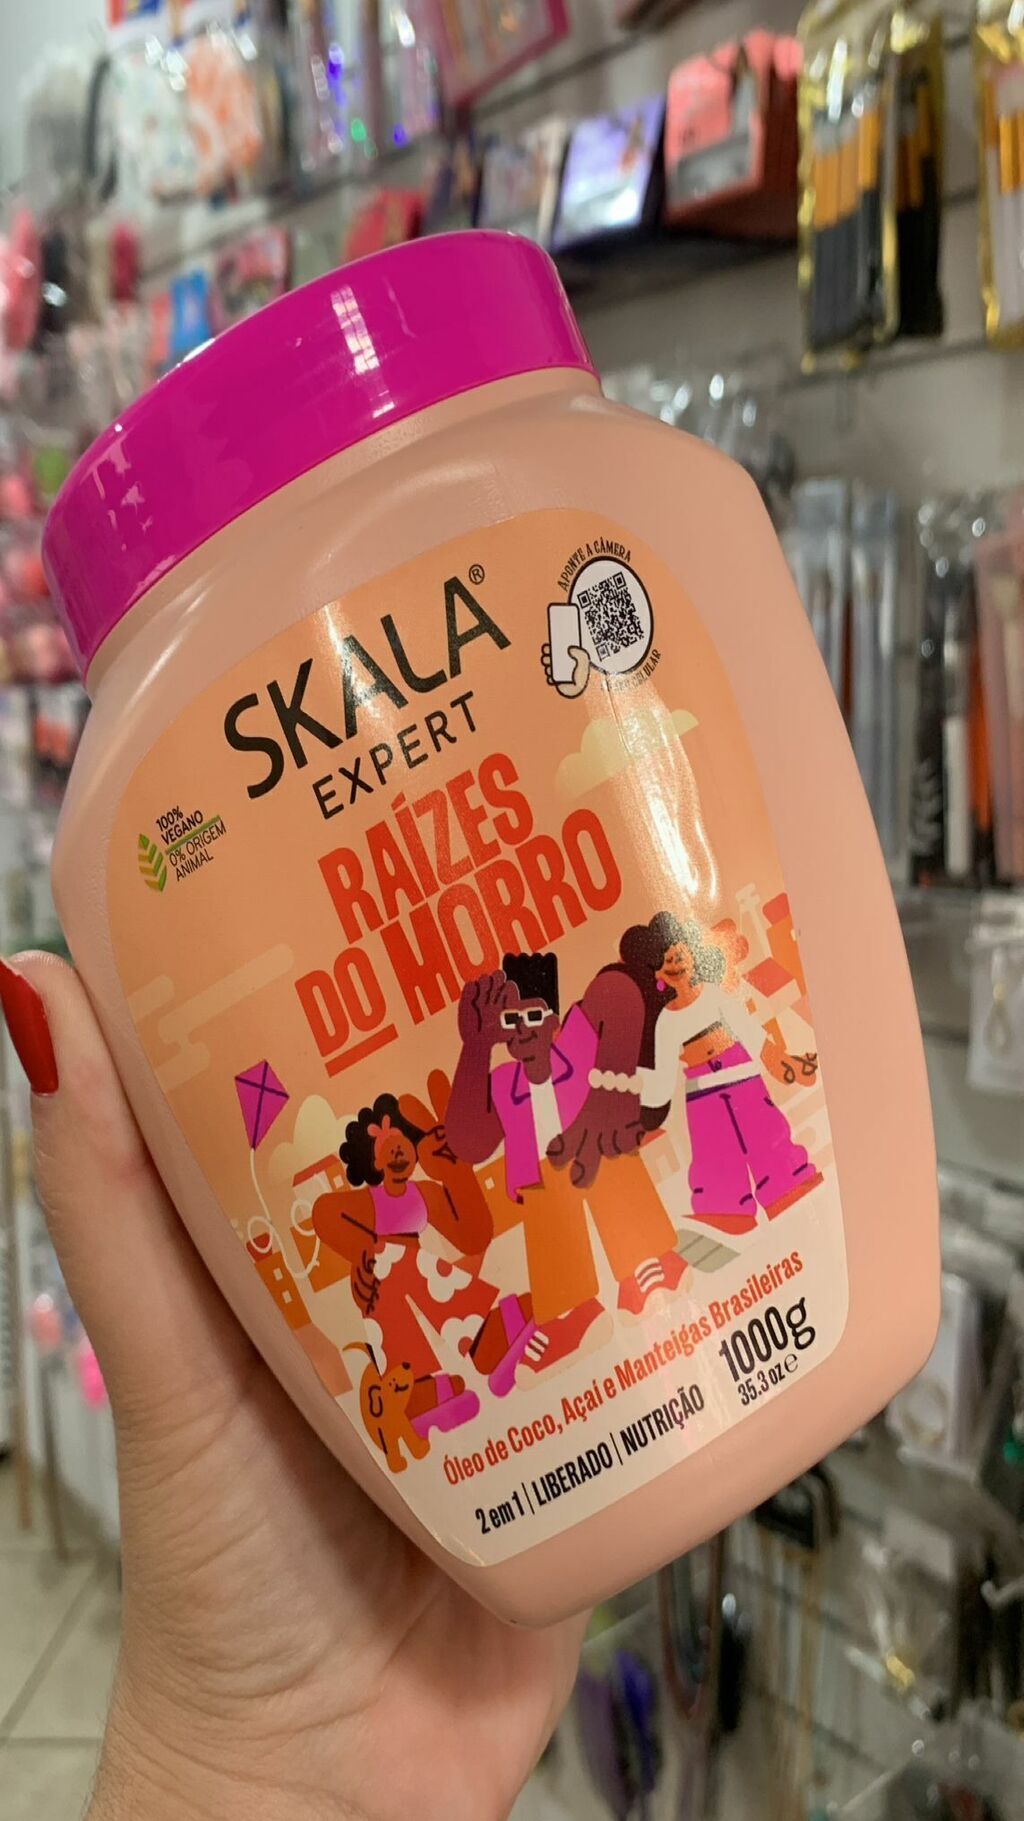 SKALA®
EXPERT
APONTE A CÂMERA
CELULAR
100%
VEGANO
0% ORIGEM
ANIMAL
RAÍZES
DO MORRO
Óleo de Coco, Açaí e Manteigas Brasileiras
2 em 1 | LIBERADO | NUTRIÇÃO
1000g
35.3 oz e